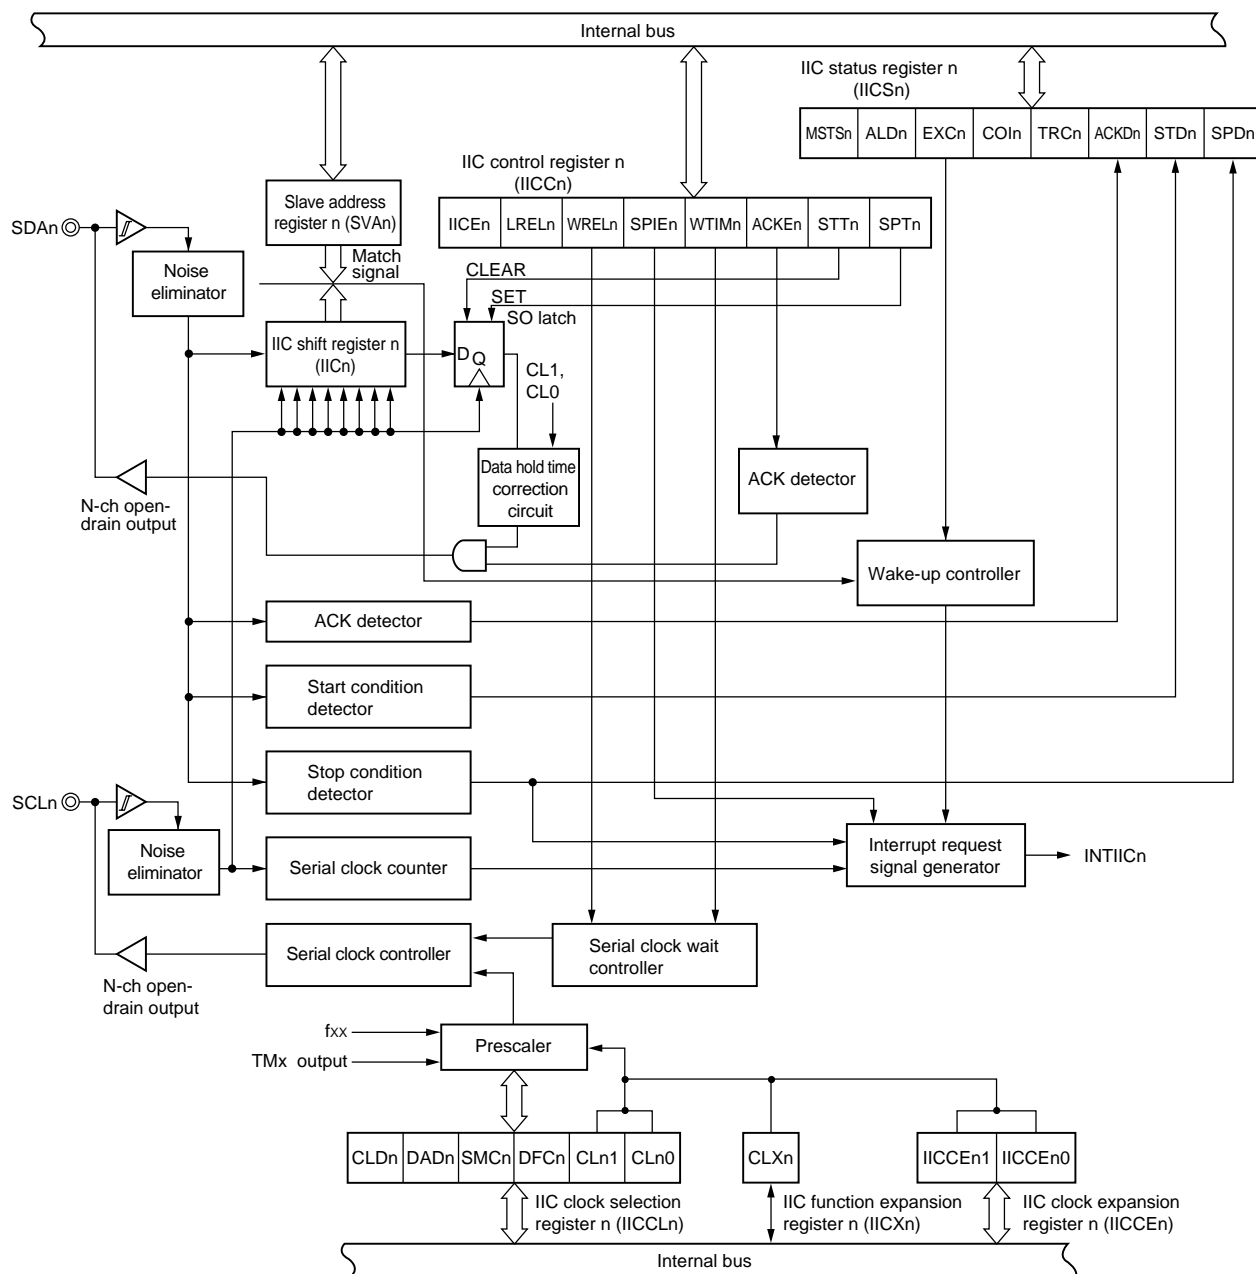 Internal bus
IIC status register n
(IICSn)
MSTSn ALDn EXCn COIn TRCn ACKDn STDn SPDn
IIC control register n
(IICCn)
IICEn LRELn WRELn SPIEn WTIMn ACKEn STTn SPTn
Slave address
register n (SVAn)
SDAn
Noise
eliminator
Match
signal
CLEAR
SET
SO latch
IIC shift register n
(IICn)
D
Q
CL1,
CL0
Data hold time
correction
circuit
ACK detector
N-ch open-
drain output
Wake-up controller
ACK detector
Start condition
detector
Stop condition
detector
SCLn
Noise
eliminator
Serial clock counter
Interrupt request
signal generator
INTIICn
Serial clock controller
Serial clock wait
controller
N-ch open-
drain output
fxx
TMx output
Prescaler
CLDn DADn SMCn DFCn CLn1 CLn0
CLXn
IICCEn1 IICCEn0
IIC clock selection
register n (IICCLn)
IIC function expansion
register n (IICXn)
IIC clock expansion
register n (IICCEn)
Internal bus